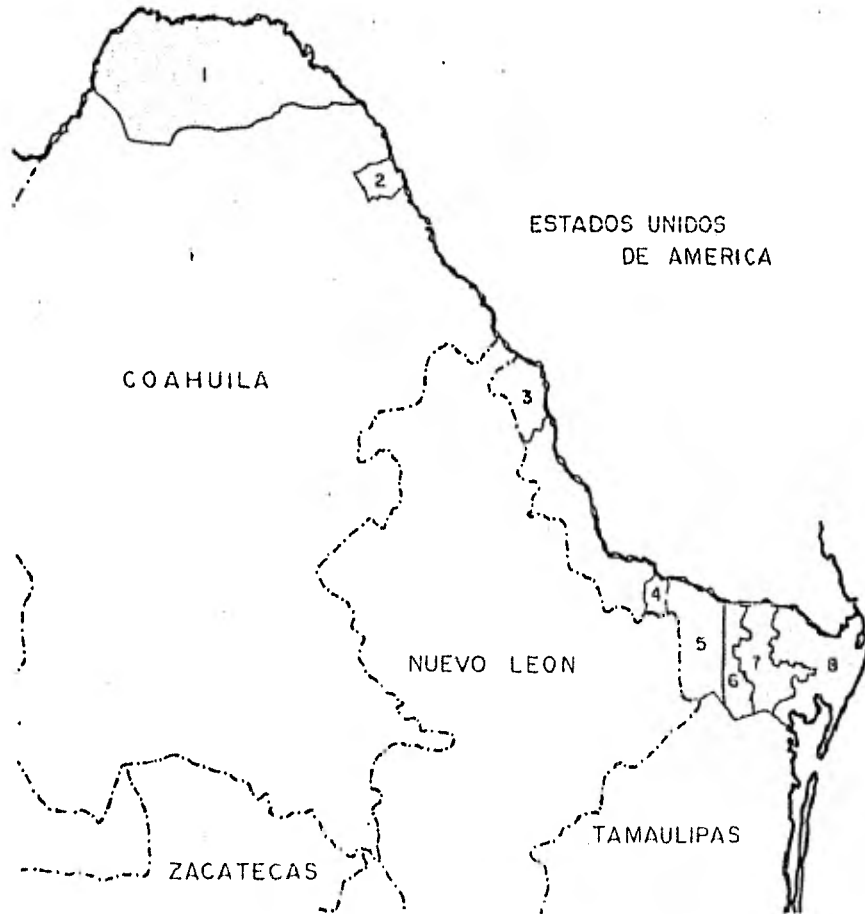 1
2
ESTADOS UNIDOS
DE AMERICA
COAHUILA
3
4
5
6
7
8
NUEVO LEON
TAMAULIPAS
ZACATECAS